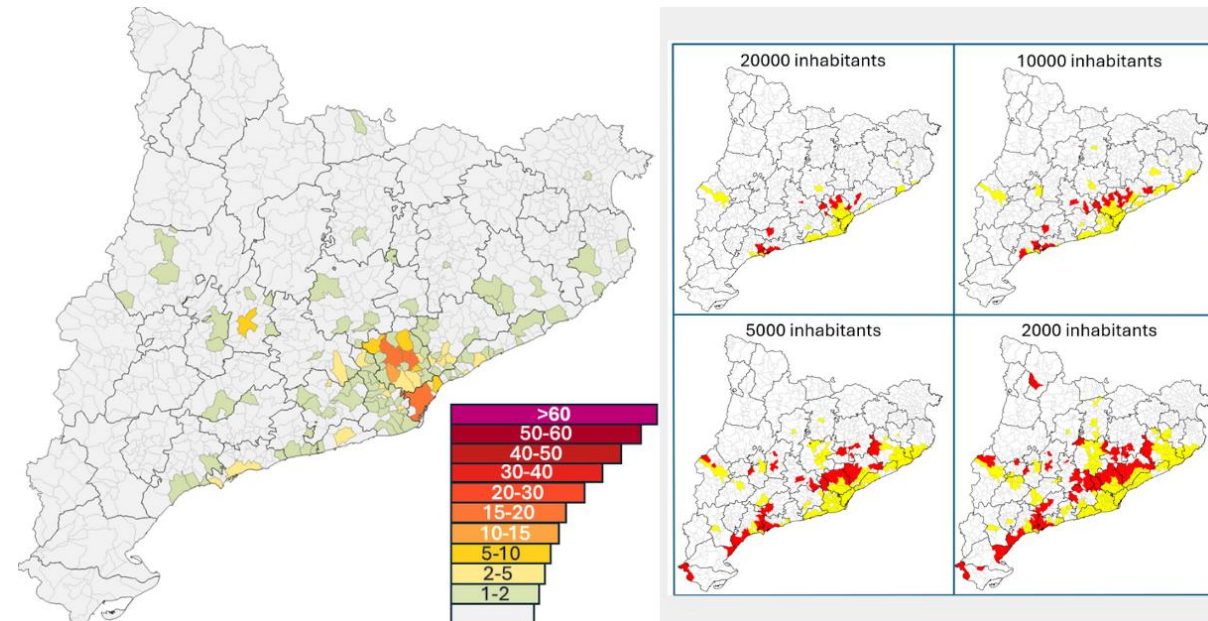 >60
50-60
40-50
30-40
20-30
15-20
10-15
5-10
2-5
1-2
20000 inhabitants
10000 inhabitants
5000 inhabitants
2000 inhabitants